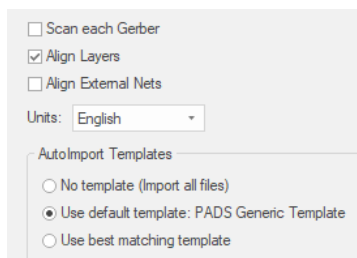 Scan each Gerber
Align Layers
Align External Nets
Units: English
AutoImport Templates
No template (Import all files)
Use default template: PADS Generic Template
Use best matching template